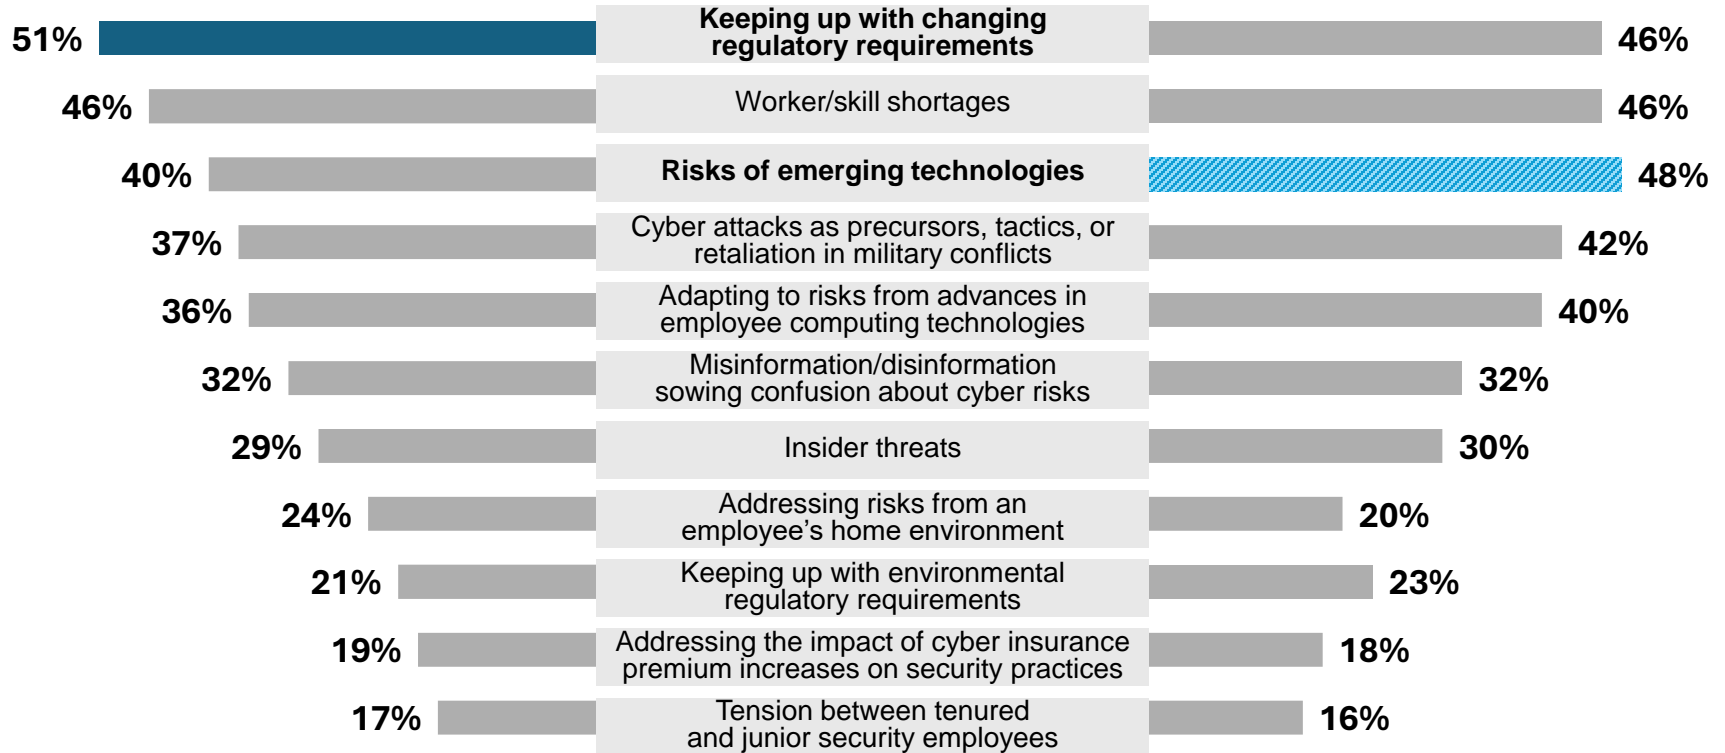 51%
Keeping up with changing
regulatory requirements
46%
46%
Worker/skill shortages
46%
40%
Risks of emerging technologies
48%
37%
Cyber attacks as precursors, tactics, or
retaliation in military conflicts
42%
36%
Adapting to risks from advances in
employee computing technologies
40%
32%
Misinformation/disinformation
sowing confusion about cyber risks
32%
29%
Insider threats
30%
24%
Addressing risks from an
employee’s home environment
20%
21%
Keeping up with environmental
regulatory requirements
23%
19%
Addressing the impact of cyber insurance
premium increases on security practices
18%
17%
Tension between tenured
and junior security employees
16%